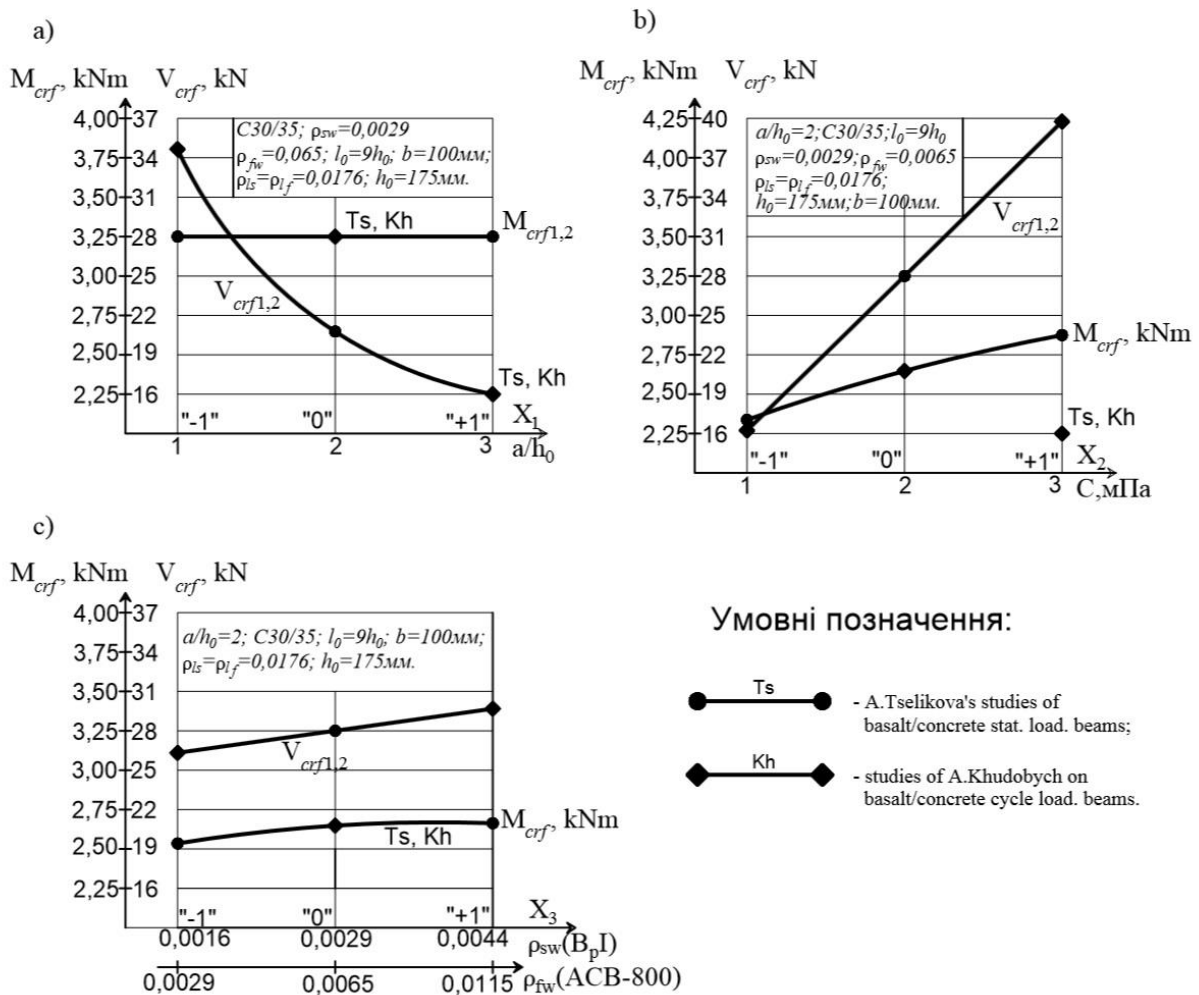 a)
M_crf, kNm V_crf, kN
4,00 37
3,75 34
3,50 31
3,25 28
3,00 25
2,75 22
2,50 19
2,25 16
C30/35; ρsw=0,0029
ρfw=0,065; l0=9h0; b=100мм;
ρls=ρlf=0,0176; h0=175мм.
Ts, Kh
M_crf1,2
V_crf1,2
Ts, Kh
"-1" "0" "+1" X1
1 2 3 a/h0
b)
M_crf, kNm V_crf, kN
4,25 40
4,00 37
3,75 34
3,50 31
3,25 28
3,00 25
2,75 22
2,50 19
2,25 16
a/h0=2;C30/35;l0=9h0
ρsw=0,0029;ρfw=0,0065
ρls=ρlf=0,0176;
h0=175мм;b=100мм.
V_crf1,2
M_crf, kNm
Ts, Kh
"-1" "0" "+1" X2
1 2 3 С,мПа
c)
M_crf, kNm V_crf, kN
4,00 37
3,75 34
3,50 31
3,25 28
3,00 25
2,75 22
2,50 19
2,25 16
a/h0=2; C30/35; l0=9h0; b=100мм;
ρls=ρlf=0,0176; h0=175мм.
V_crf1,2
Ts, Kh
M_crf, kNm
"-1" "0" "+1" X3
0,0016 0,0029 0,0044 ρsw(BpI)
0,0029 0,0065 0,0115 ρfw(ACB-800)
Умовні позначення:
Ts - A.Tselikova's studies of
basalt/concrete stat. load. beams;
Kh - studies of A.Khudobych on
basalt/concrete cycle load. beams.